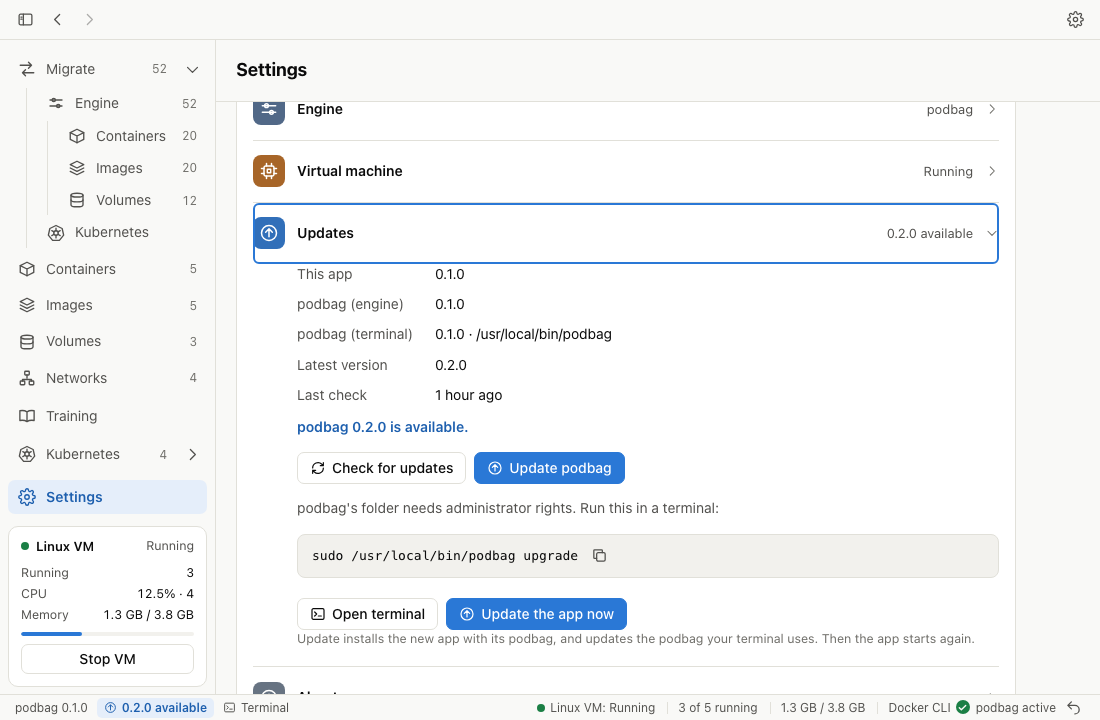 Migrate 52
Engine 52
Containers 20
Images 20
Volumes 12
Kubernetes
Containers 5
Images 5
Volumes 3
Networks 4
Training
Kubernetes 4
Settings
Linux VM Running
Running 3
CPU 12.5% · 4
Memory 1.3 GB / 3.8 GB
Stop VM
Settings
Engine podbag
Virtual machine Running
Updates 0.2.0 available
This app 0.1.0
podbag (engine) 0.1.0
podbag (terminal) 0.1.0 · /usr/local/bin/podbag
Latest version 0.2.0
Last check 1 hour ago
podbag 0.2.0 is available.
Check for updates Update podbag
podbag's folder needs administrator rights. Run this in a terminal:
sudo /usr/local/bin/podbag upgrade
Open terminal Update the app now
Update installs the new app with its podbag, and updates the podbag your terminal uses. Then the app starts again.
podbag 0.1.0 0.2.0 available Terminal Linux VM: Running 3 of 5 running 1.3 GB / 3.8 GB Docker CLI podbag active